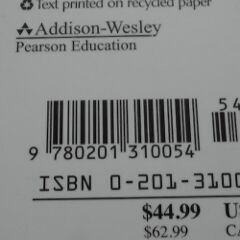 Text printed on recycled paper
Addison-Wesley
Pearson Education
54
9 780201 310054
ISBN 0-201-3100
$44.99 U
$62.99 CA